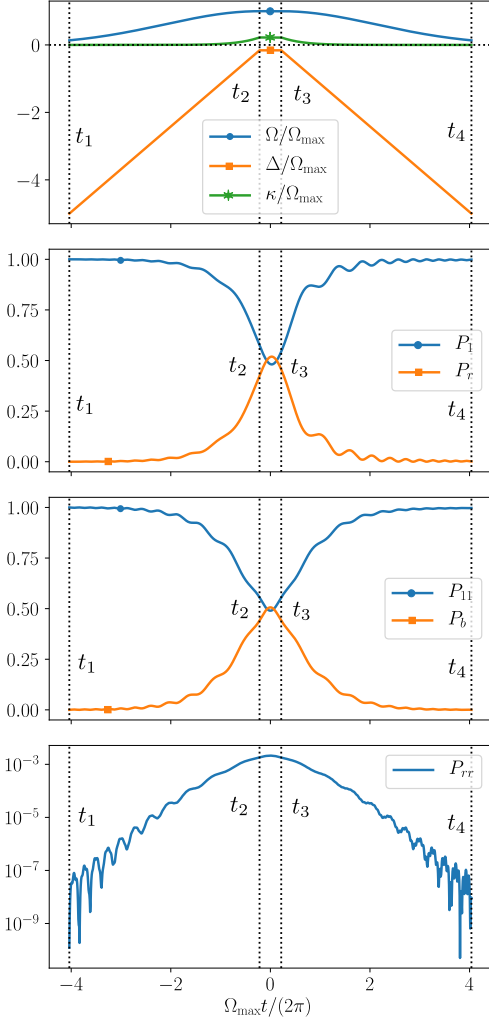 0
−2
−4
t₁
t₂
t₃
t₄
Ω/Ωmax
Δ/Ωmax
κ/Ωmax
1.00
0.75
0.50
0.25
0.00
t₁
t₂
t₃
t₄
P₁
Pᵣ
1.00
0.75
0.50
0.25
0.00
t₁
t₂
t₃
t₄
P₁₁
P_b
10⁻³
10⁻⁵
10⁻⁷
10⁻⁹
t₁
t₂
t₃
t₄
Pᵣᵣ
−4 −2 0 2 4
Ωmaxt/(2π)